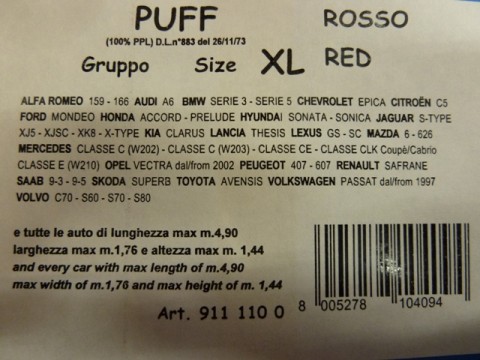 PUFF ROSSO
(100% PPL) D.L.n°883 del 26/11/73
Gruppo Size XL RED
ALFA ROMEO 159 - 166 AUDI A6 BMW SERIE 3 - SERIE 5 CHEVROLET EPICA CITROËN C5
FORD MONDEO HONDA ACCORD - PRELUDE HYUNDAI SONATA - SONICA JAGUAR S-TYPE
XJ5 - XJSC - XK8 - X-TYPE KIA CLARUS LANCIA THESIS LEXUS GS - SC MAZDA 6 - 626
MERCEDES CLASSE C (W202) - CLASSE C (W203) - CLASSE CE - CLASSE CLK Coupè/Cabrio
CLASSE E (W210) OPEL VECTRA dal/from 2002 PEUGEOT 407 - 607 RENAULT SAFRANE
SAAB 9-3 - 9-5 SKODA SUPERB TOYOTA AVENSIS VOLKSWAGEN PASSAT dal/from 1997
VOLVO C70 - S60 - S70 - S80
e tutte le auto di lunghezza max m.4,90
larghezza max m.1,76 e altezza max m. 1,44
and every car with max length of m.4,90
max width of m.1,76 and max height of m. 1,44
Art. 911 110 0
8 005278 104094